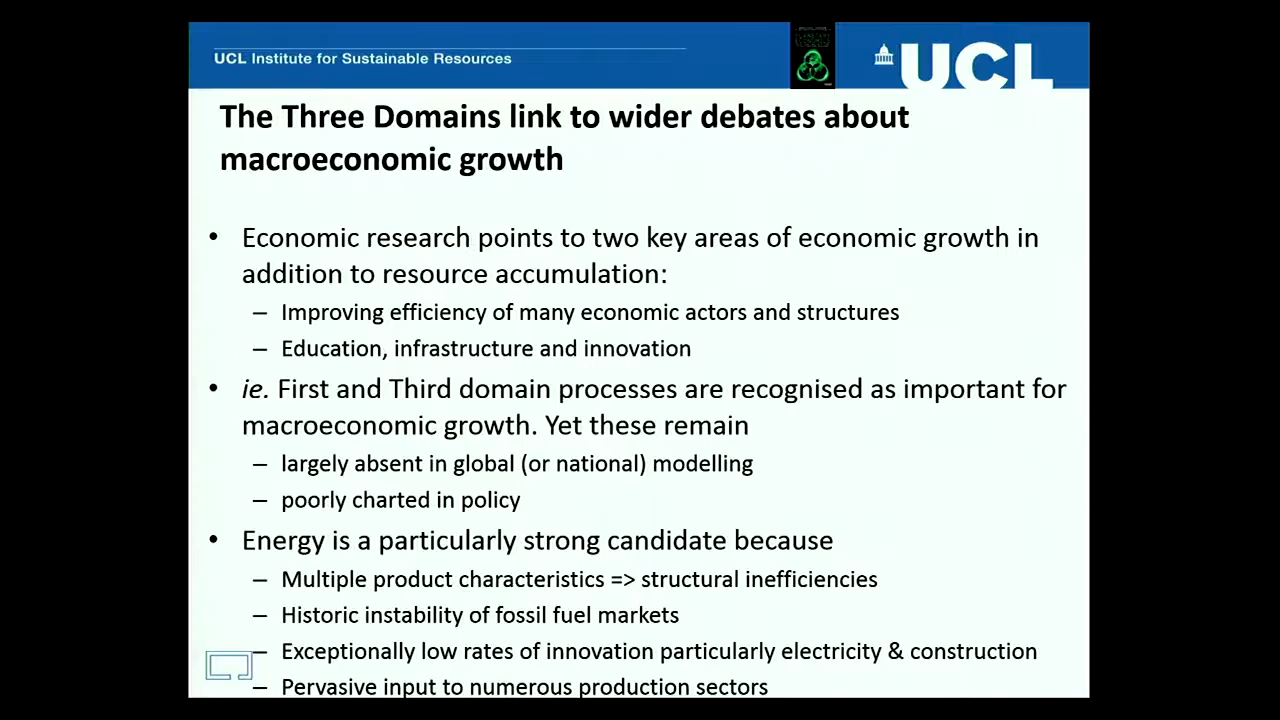 UCL Institute for Sustainable Resources
UCL
The Three Domains link to wider debates about
macroeconomic growth
• Economic research points to two key areas of economic growth in
addition to resource accumulation:
– Improving efficiency of many economic actors and structures
– Education, infrastructure and innovation
• ie. First and Third domain processes are recognised as important for
macroeconomic growth. Yet these remain
– largely absent in global (or national) modelling
– poorly charted in policy
• Energy is a particularly strong candidate because
– Multiple product characteristics => structural inefficiencies
– Historic instability of fossil fuel markets
– Exceptionally low rates of innovation particularly electricity & construction
– Pervasive input to numerous production sectors